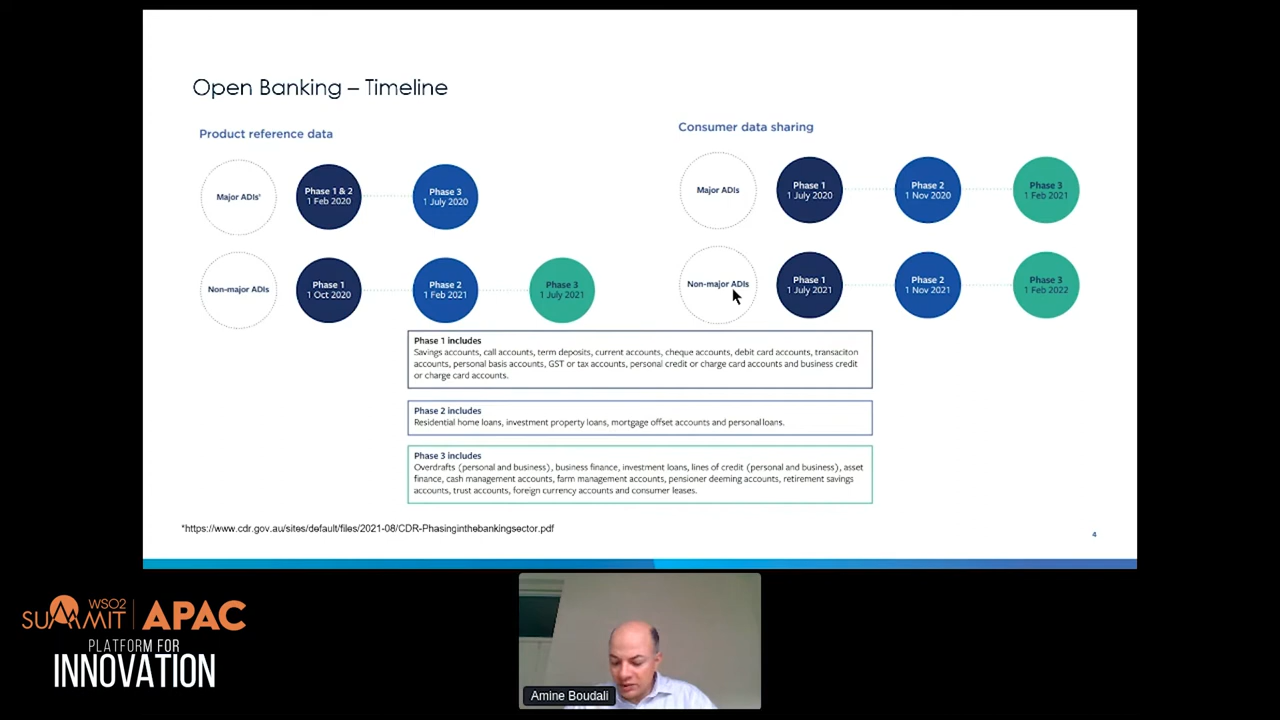 Open Banking – Timeline
Product reference data
Major ADIs'
Phase 1 & 2
1 Feb 2020
Phase 3
1 July 2020
Non-major ADIs
Phase 1
1 Oct 2020
Phase 2
1 Feb 2021
Phase 3
1 July 2021
Consumer data sharing
Major ADIs
Phase 1
1 July 2020
Phase 2
1 Nov 2020
Phase 3
1 Feb 2021
Non-major ADIs
Phase 1
1 July 2021
Phase 2
1 Nov 2021
Phase 3
1 Feb 2022
Phase 1 includes
Savings accounts, call accounts, term deposits, current accounts, cheque accounts, debit card accounts, transaciton
accounts, personal basis accounts, GST or tax accounts, personal credit or charge card accounts and business credit
or charge card accounts.
Phase 2 includes
Residential home loans, investment property loans, mortgage offset accounts and personal loans.
Phase 3 includes
Overdrafts (personal and business), business finance, investment loans, lines of credit (personal and business), asset
finance, cash management accounts, farm management accounts, pensioner deeming accounts, retirement savings
accounts, trust accounts, foreign currency accounts and consumer leases.
*https://www.cdr.gov.au/sites/default/files/2021-08/CDR-Phasinginthebankingsector.pdf
4
WSO2
SUMMIT APAC
PLATFORM FOR
INNOVATION
Amine Boudali